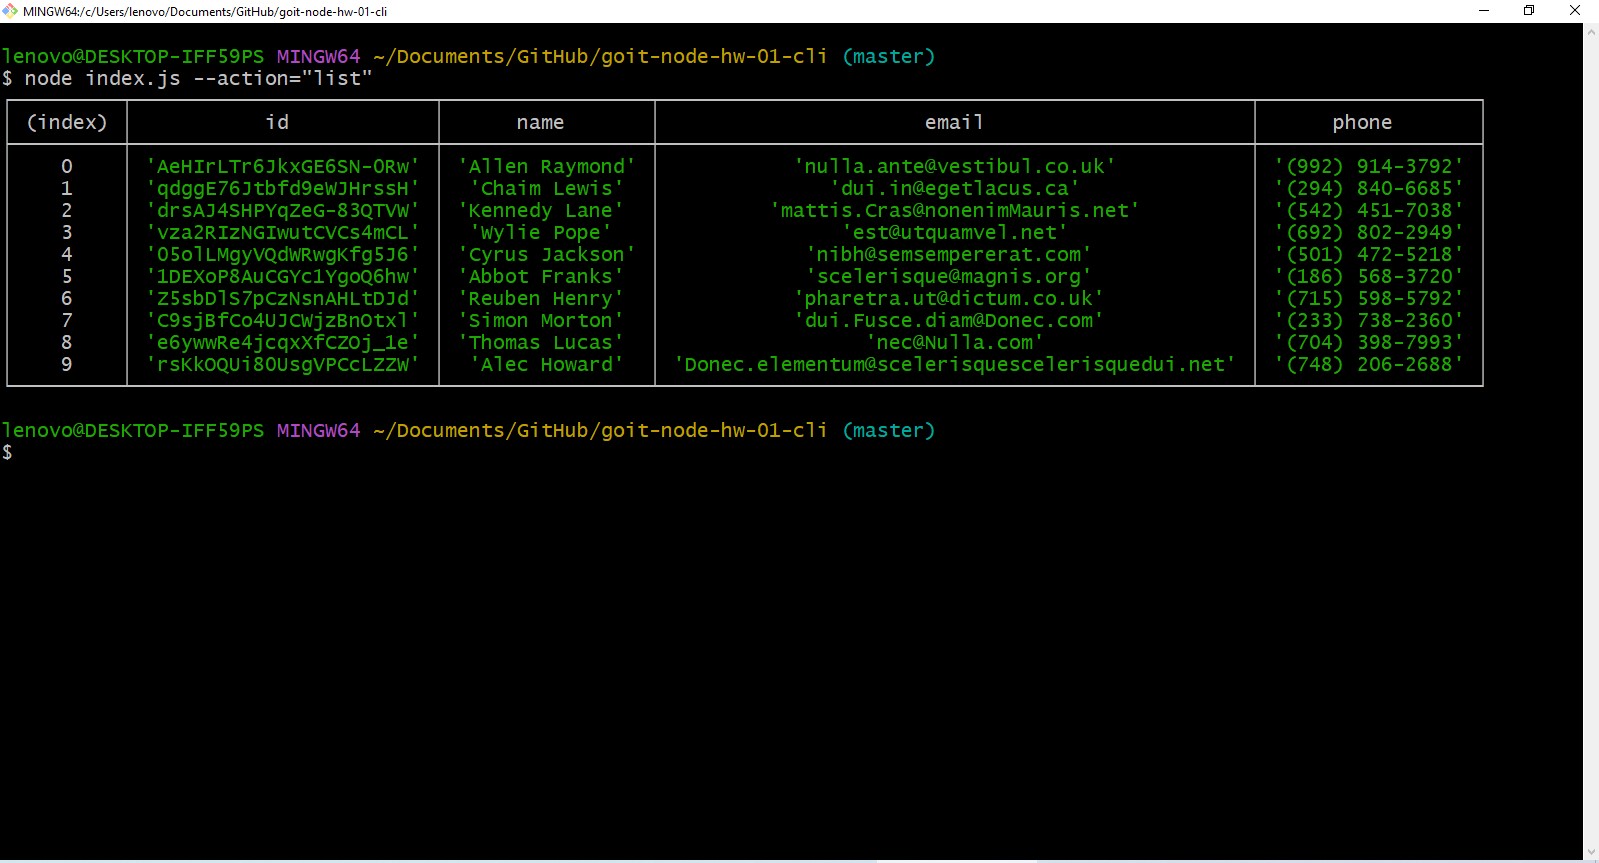 MINGW64:/c/Users/lenovo/Documents/GitHub/goit-node-hw-01-cli
lenovo@DESKTOP-IFF59PS MINGW64 ~/Documents/GitHub/goit-node-hw-01-cli (master)
$ node index.js --action="list"
(index) id name email phone
0 'AeHIrLTr6JkxGE6SN-0Rw' 'Allen Raymond' 'nulla.ante@vestibul.co.uk' '(992) 914-3792'
1 'qdggE76Jtbfd9eWJHrssH' 'Chaim Lewis' 'dui.in@egetlacus.ca' '(294) 840-6685'
2 'drsAJ4SHPYqZeG-83QTVW' 'Kennedy Lane' 'mattis.Cras@nonenimMauris.net' '(542) 451-7038'
3 'vza2RIzNGIwutCVCs4mCL' 'Wylie Pope' 'est@utquamvel.net' '(692) 802-2949'
4 '05olLMgyVQdWRwgKfg5J6' 'Cyrus Jackson' 'nibh@semsempererat.com' '(501) 472-5218'
5 '1DEXoP8AuCGYc1YgoQ6hw' 'Abbot Franks' 'scelerisque@magnis.org' '(186) 568-3720'
6 'Z5sbDlS7pCzNsnAHLtDJd' 'Reuben Henry' 'pharetra.ut@dictum.co.uk' '(715) 598-5792'
7 'C9sjBfCo4UJCWjzBnOtxl' 'Simon Morton' 'dui.Fusce.diam@Donec.com' '(233) 738-2360'
8 'e6ywwRe4jcqxXfCZOj_1e' 'Thomas Lucas' 'nec@Nulla.com' '(704) 398-7993'
9 'rsKkOQUi80UsgVPCcLZZW' 'Alec Howard' 'Donec.elementum@scelerisquescelerisquedui.net' '(748) 206-2688'
lenovo@DESKTOP-IFF59PS MINGW64 ~/Documents/GitHub/goit-node-hw-01-cli (master)
$